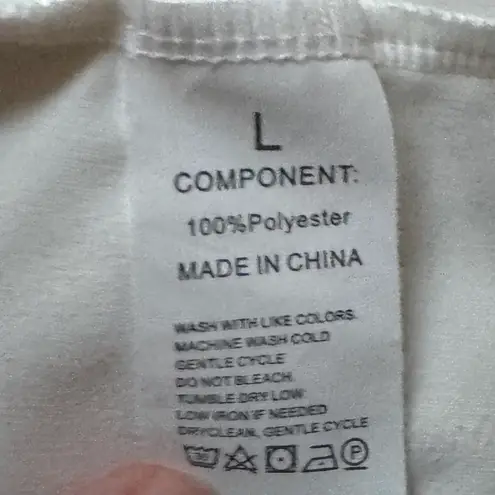 L
COMPONENT:
100%Polyester
MADE IN CHINA
WASH WITH LIKE COLORS.
MACHINE WASH COLD
GENTLE CYCLE
DO NOT BLEACH.
TUMBLE DRY LOW
LOW IRON IF NEEDED
DRYCLEAN, GENTLE CYCLE
P